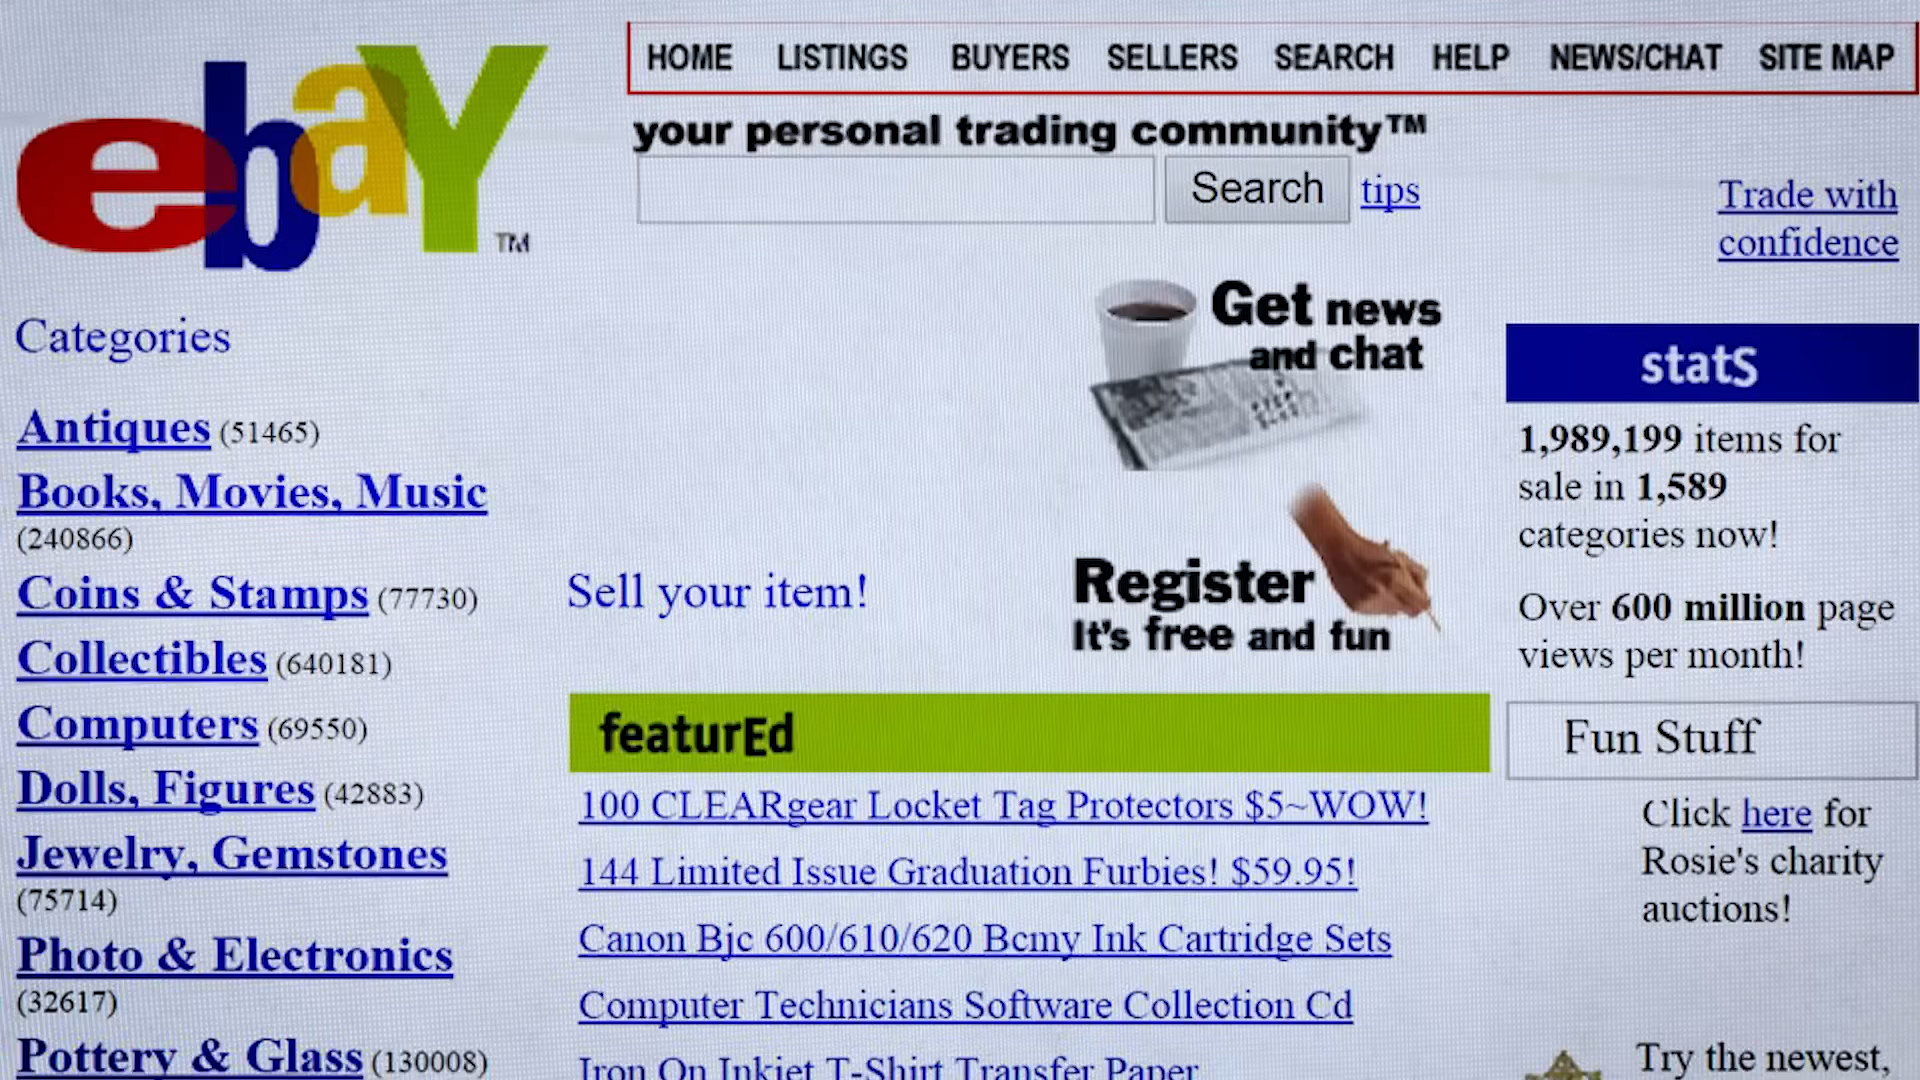 ebaY™
HOME LISTINGS BUYERS SELLERS SEARCH HELP NEWS/CHAT SITE MAP
your personal trading community™
Search tips
Trade with
confidence
Categories
Antiques (51465)
Books, Movies, Music
(240866)
Coins & Stamps (77730)
Collectibles (640181)
Computers (69550)
Dolls, Figures (42883)
Jewelry, Gemstones
(75714)
Photo & Electronics
(32617)
Pottery & Glass (130008)
Get news
and chat
Sell your item!
Register
It's free and fun
featurEd
100 CLEARgear Locket Tag Protectors $5~WOW!
144 Limited Issue Graduation Furbies! $59.95!
Canon Bjc 600/610/620 Bcmy Ink Cartridge Sets
Computer Technicians Software Collection Cd
Iron On Inkjet T-Shirt Transfer Paper
statS
1,989,199 items for
sale in 1,589
categories now!
Over 600 million page
views per month!
Fun Stuff
Click here for
Rosie's charity
auctions!
Try the newest,